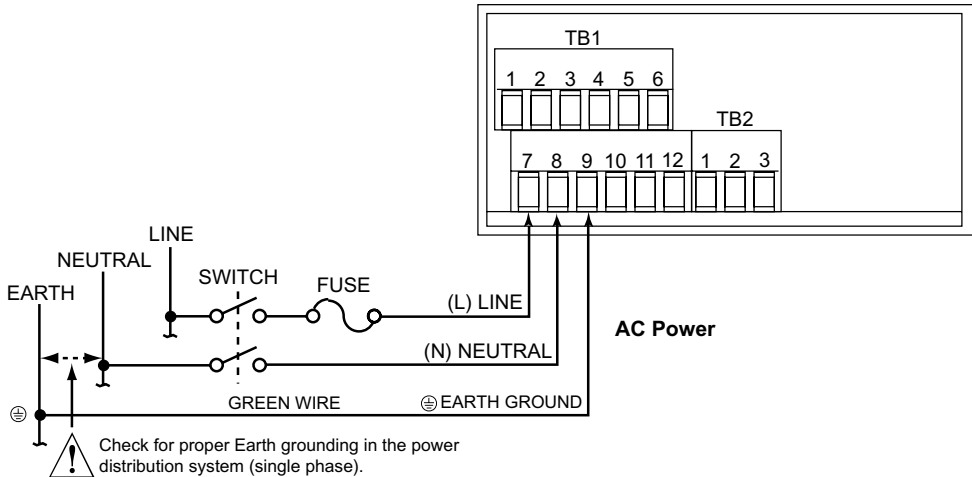 TB1
1 2 3 4 5 6
TB2
7 8 9 10 11 12 1 2 3
LINE
NEUTRAL
EARTH
SWITCH
FUSE
(L) LINE
AC Power
(N) NEUTRAL
GREEN WIRE
EARTH GROUND
! Check for proper Earth grounding in the power
distribution system (single phase).